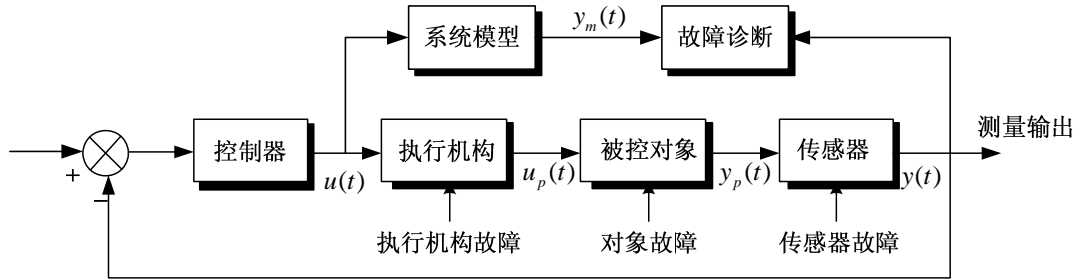 系统模型
y_m(t)
故障诊断
+
−
控制器
u(t)
执行机构
u_p(t)
被控对象
y_p(t)
传感器
y(t)
测量输出
执行机构故障
对象故障
传感器故障